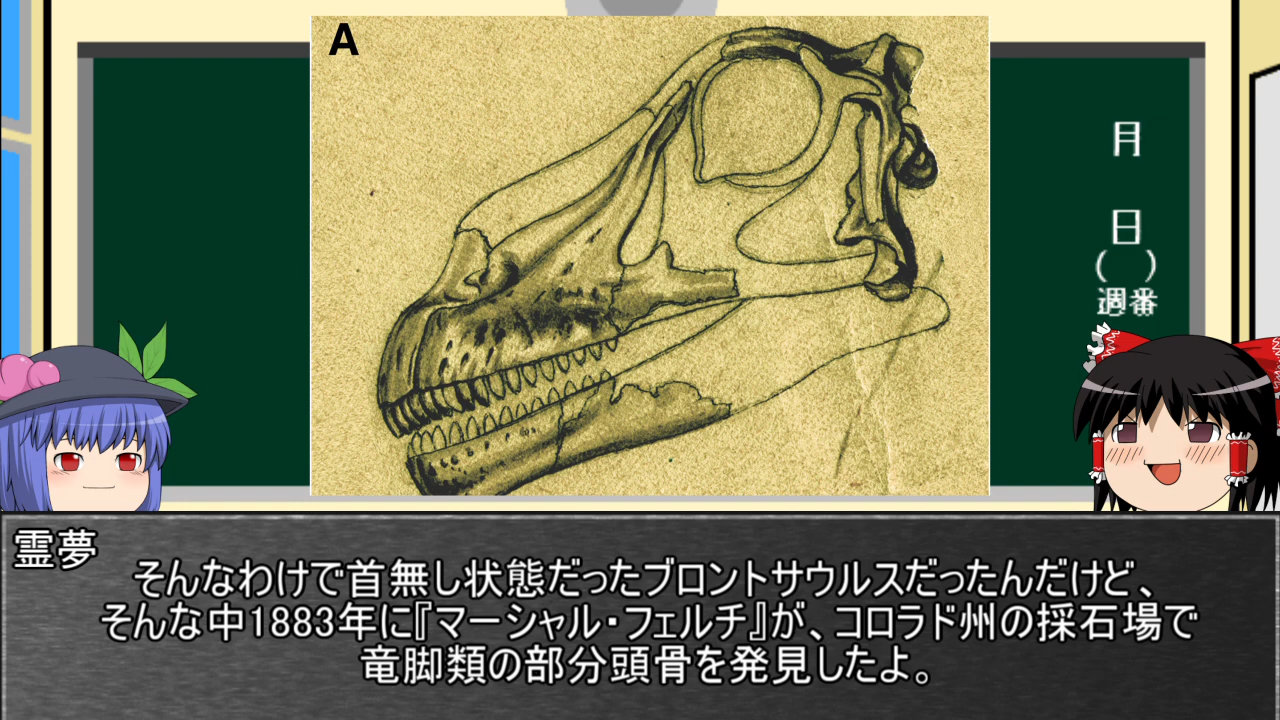 A
月
日
( )
週番
霊夢
そんなわけで首無し状態だったブロントサウルスだったんだけど、
そんな中1883年に『マーシャル・フェルチ』が、コロラド州の採石場で
竜脚類の部分頭骨を発見したよ。